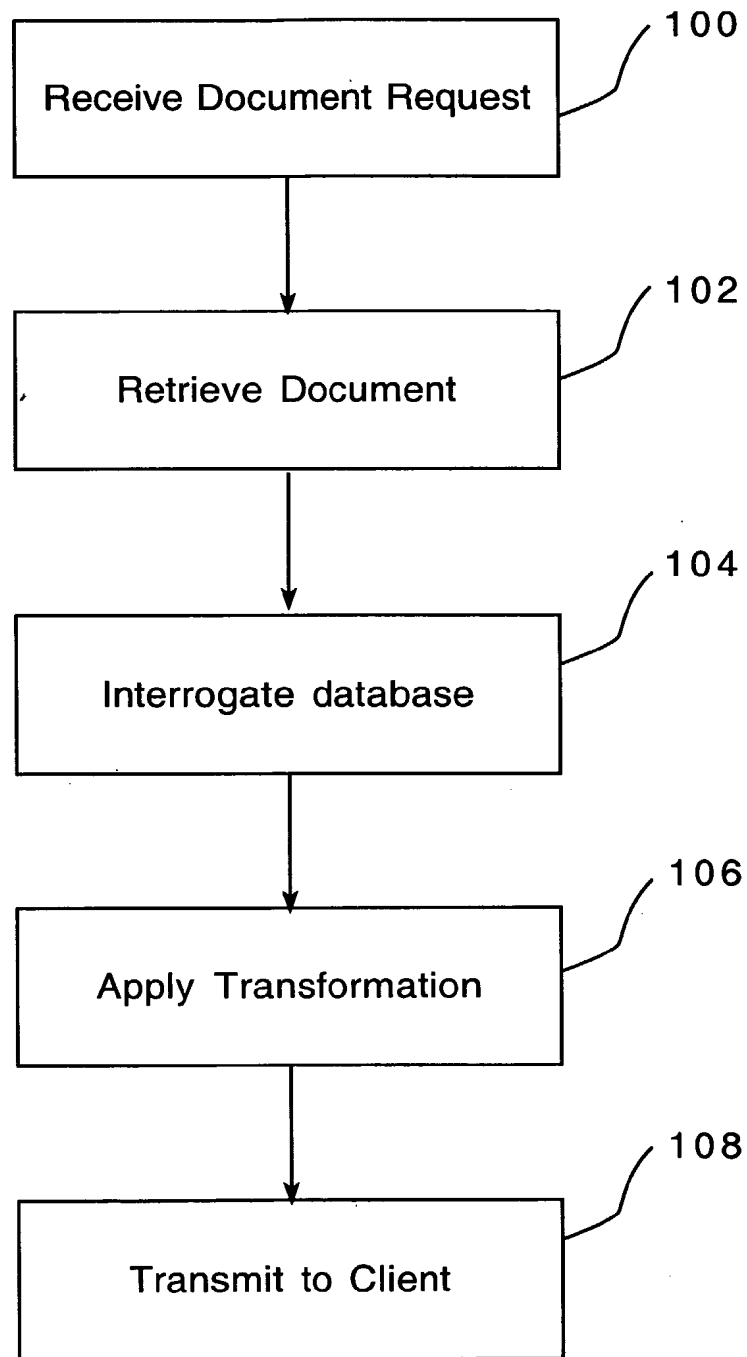 100
Receive Document Request
102
Retrieve Document
104
Interrogate database
106
Apply Transformation
108
Transmit to Client